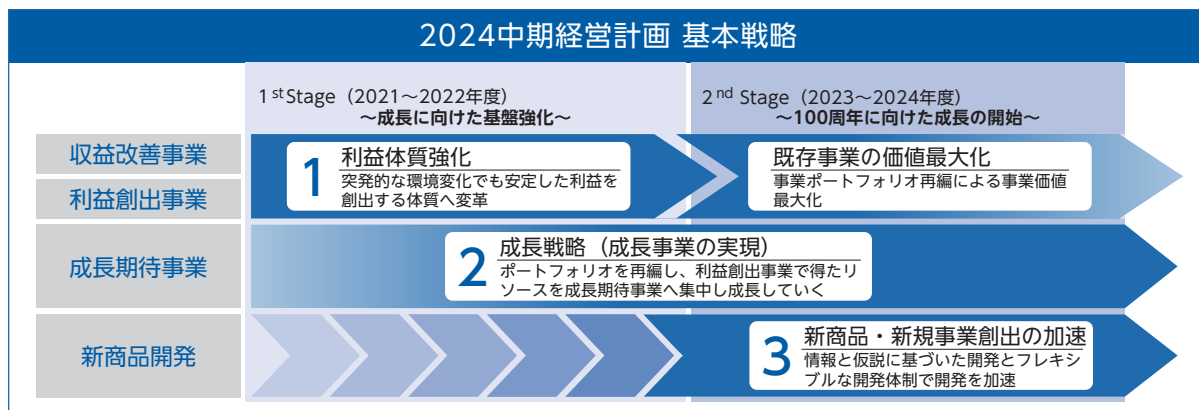 2024中期経営計画 基本戦略
1st Stage（2021～2022年度）
～成長に向けた基盤強化～
2nd Stage（2023～2024年度）
～100周年に向けた成長の開始～
収益改善事業
利益創出事業
1
利益体質強化
突発的な環境変化でも安定した利益を
創出する体質へ変革
既存事業の価値最大化
事業ポートフォリオ再編による事業価値
最大化
成長期待事業
2
成長戦略（成長事業の実現）
ポートフォリオを再編し、利益創出事業で得たリ
ソースを成長期待事業へ集中し成長していく
新商品開発
3
新商品・新規事業創出の加速
情報と仮説に基づいた開発とフレキシ
ブルな開発体制で開発を加速